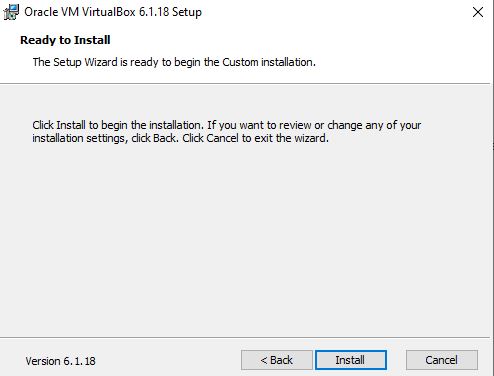 Oracle VM VirtualBox 6.1.18 Setup
Ready to Install
The Setup Wizard is ready to begin the Custom installation.
Click Install to begin the installation. If you want to review or change any of your
installation settings, click Back. Click Cancel to exit the wizard.
Version 6.1.18
< Back
Install
Cancel